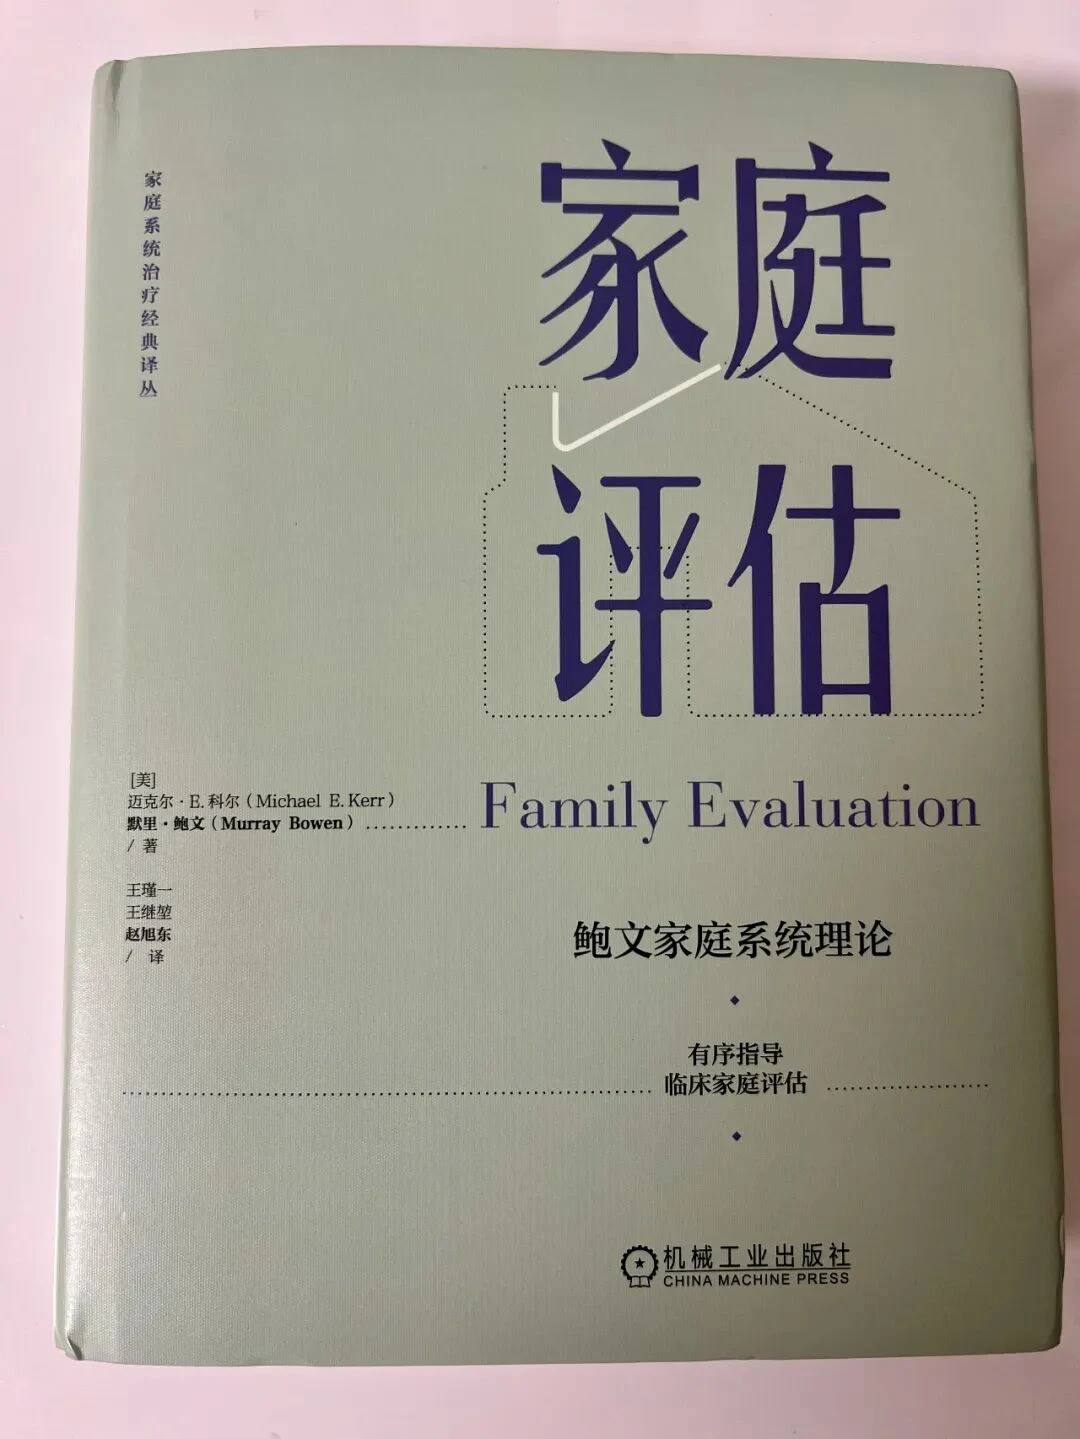 家庭系统治疗经典译丛
家庭
评估
[美]
迈克尔·E.科尔（Michael E.Kerr）
默里·鲍文（Murray Bowen）
/ 著
Family Evaluation
王瑾一
王继堃
赵旭东
/ 译
鲍文家庭系统理论
有序指导
临床家庭评估
机械工业出版社
CHINA MACHINE PRESS